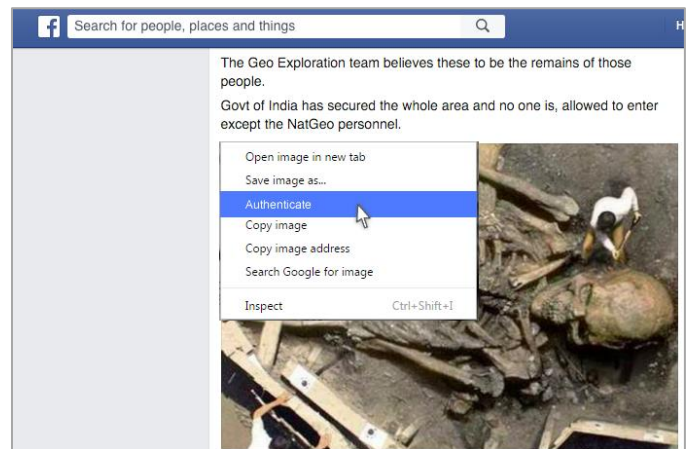 f Search for people, places and things H
The Geo Exploration team believes these to be the remains of those
people.
Govt of India has secured the whole area and no one is, allowed to enter
except the NatGeo personnel.
Open image in new tab
Save image as...
Authenticate
Copy image
Copy image address
Search Google for image
Inspect Ctrl+Shift+I